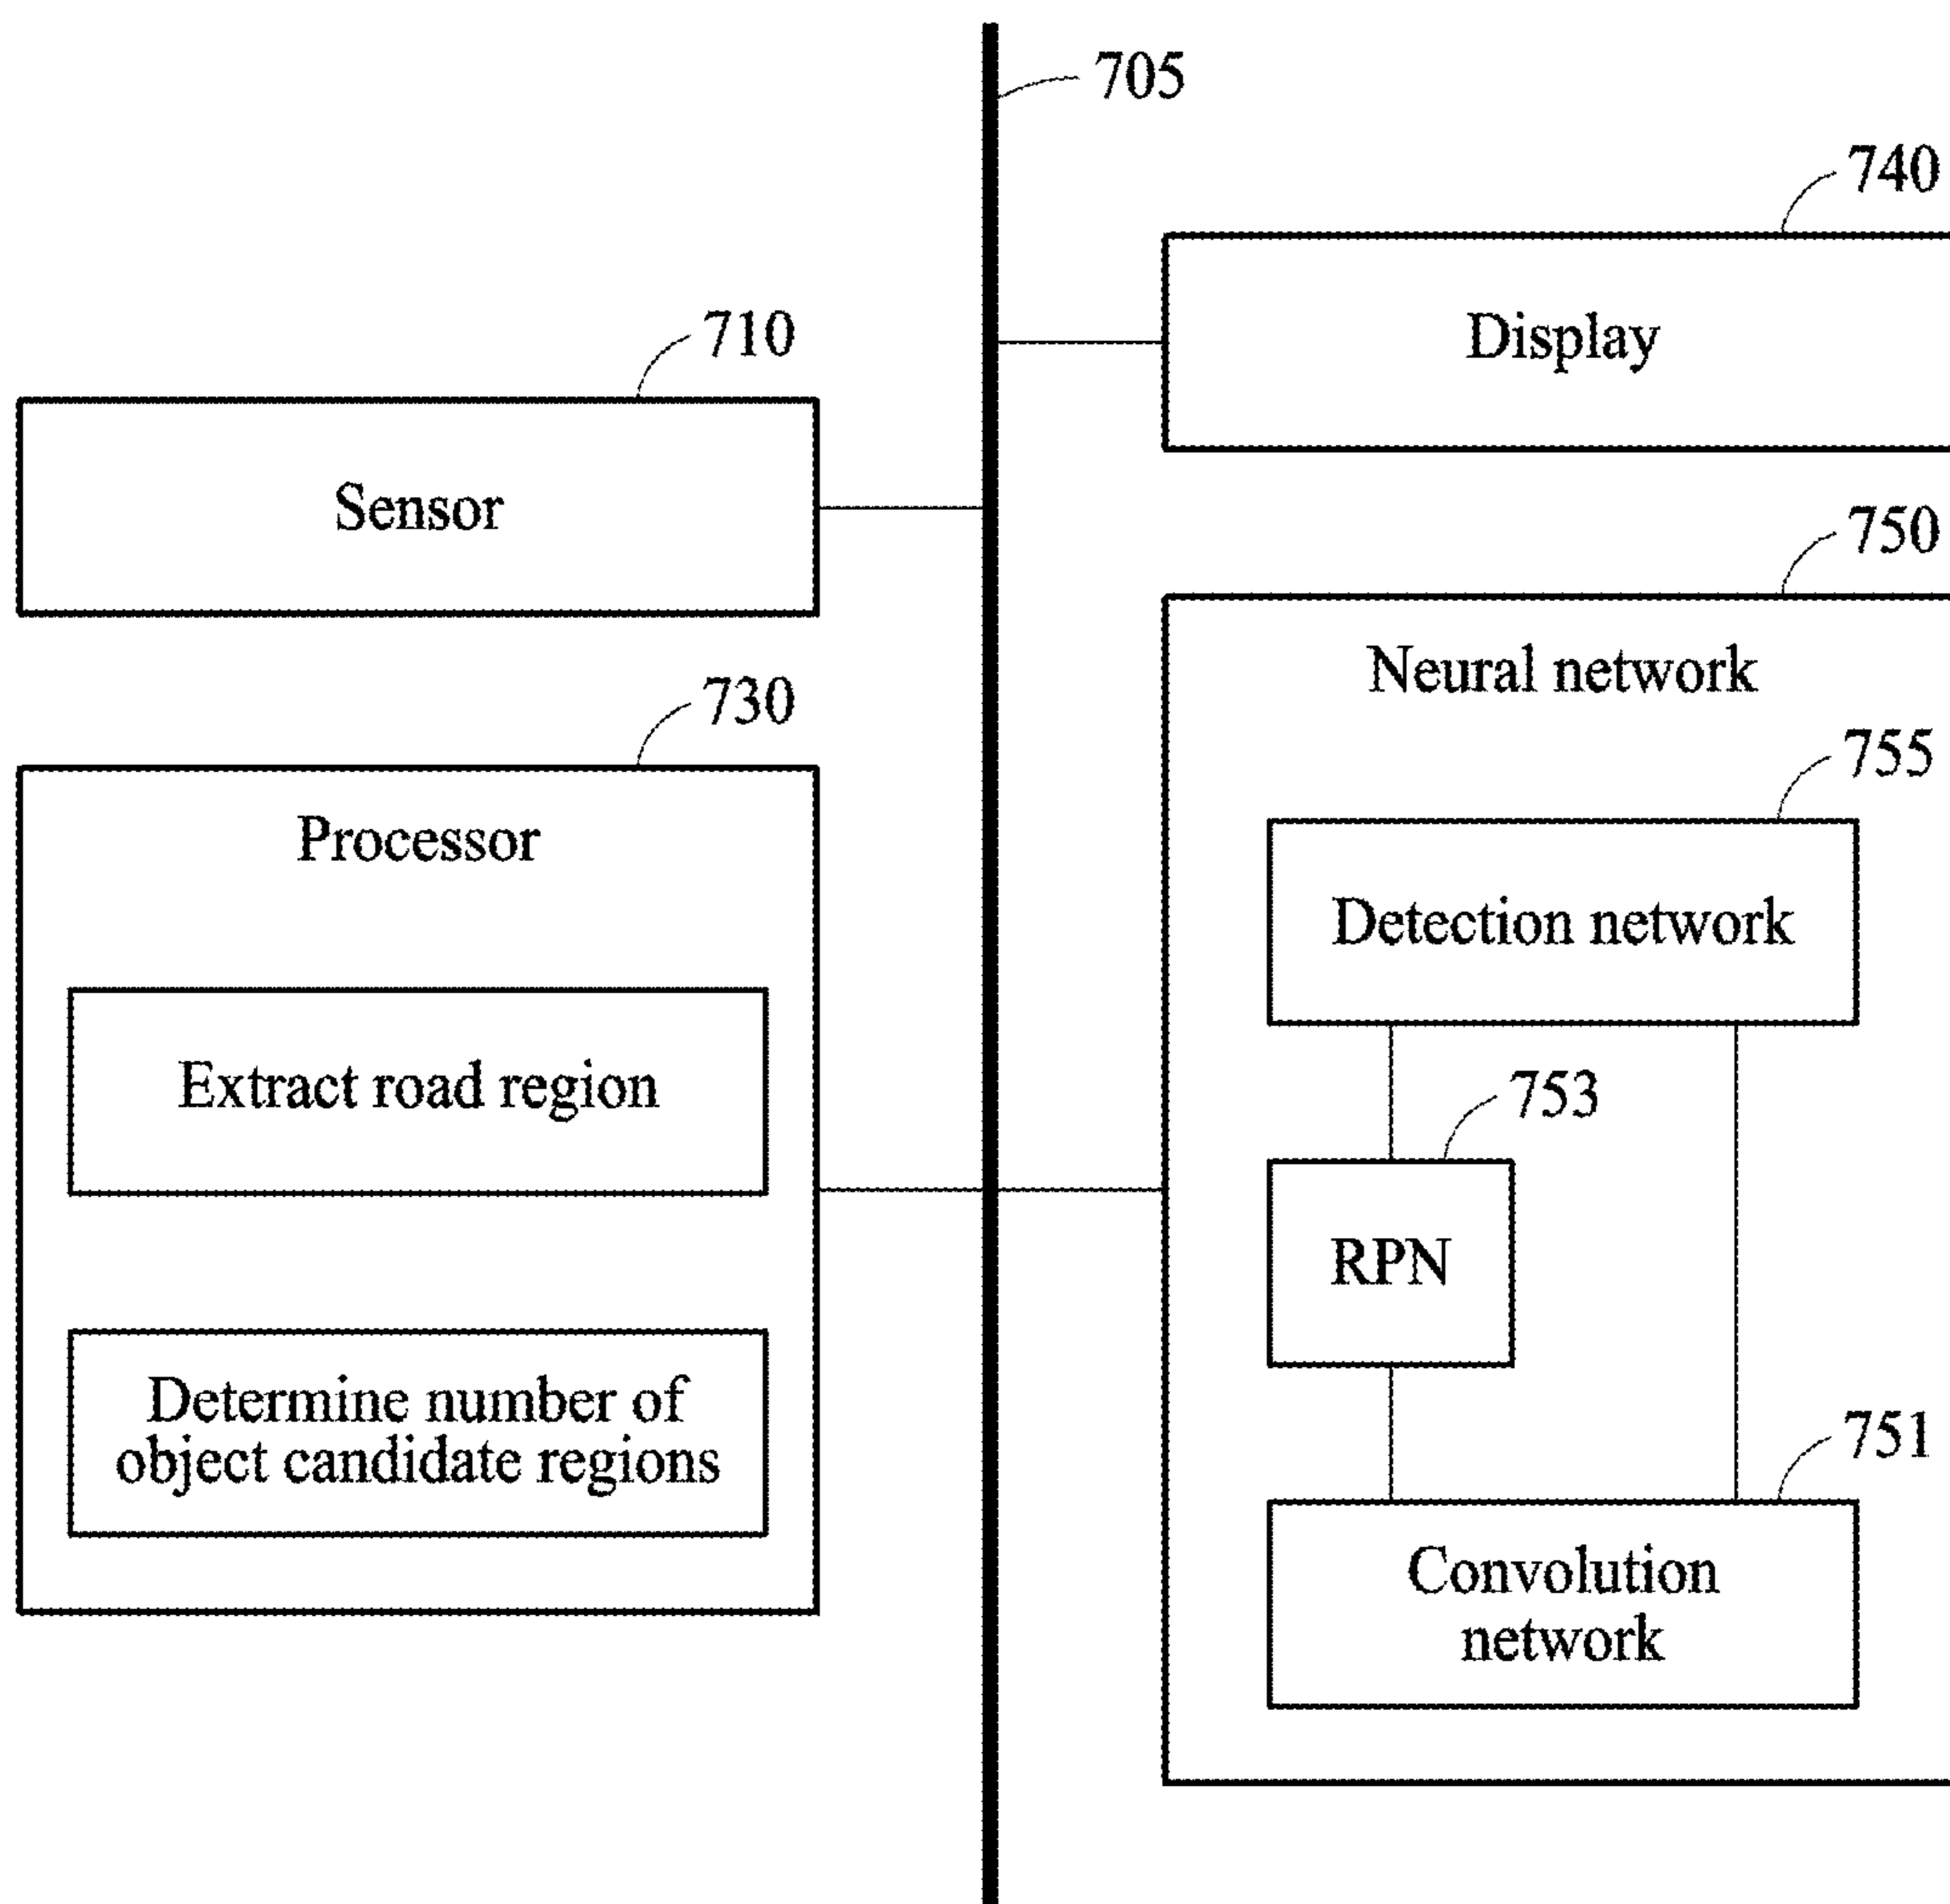 705
740
Display
710
Sensor
750
Neural network
730
Processor
755
Detection network
Extract road region
753
RPN
Determine number of
object candidate regions
751
Convolution
network